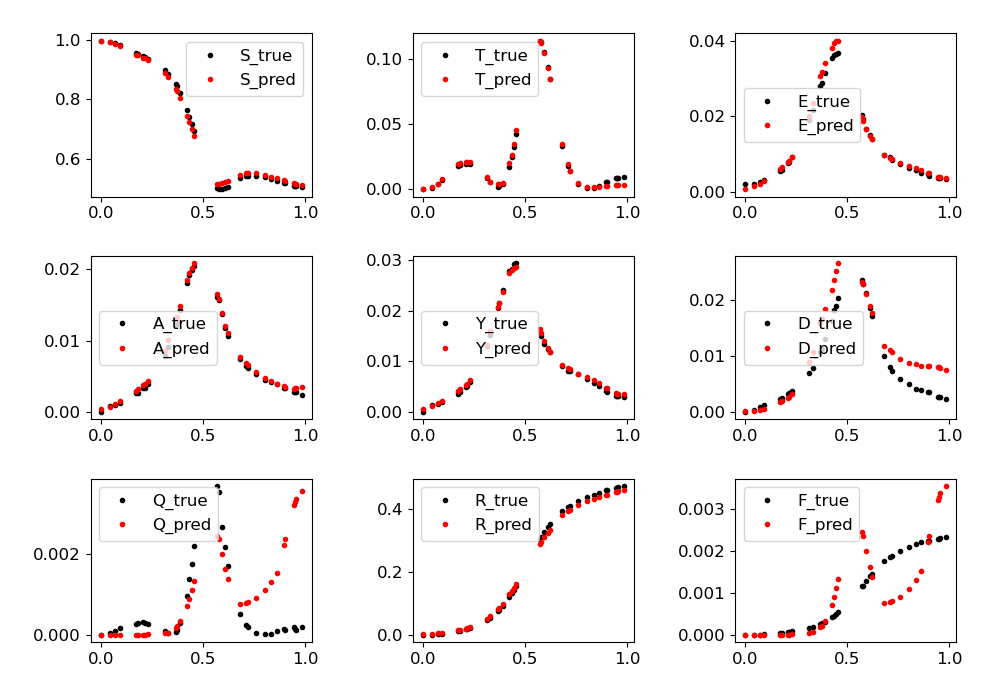 1.0
0.8
0.6
S_true
S_pred
0.0 0.5 1.0
0.10
0.05
0.00
T_true
T_pred
0.0 0.5 1.0
0.04
0.02
0.00
E_true
E_pred
0.0 0.5 1.0
0.02
0.01
0.00
A_true
A_pred
0.0 0.5 1.0
0.03
0.02
0.01
0.00
Y_true
Y_pred
0.0 0.5 1.0
0.02
0.01
0.00
D_true
D_pred
0.0 0.5 1.0
0.002
0.000
Q_true
Q_pred
0.0 0.5 1.0
0.4
0.2
0.0
R_true
R_pred
0.0 0.5 1.0
0.003
0.002
0.001
0.000
F_true
F_pred
0.0 0.5 1.0